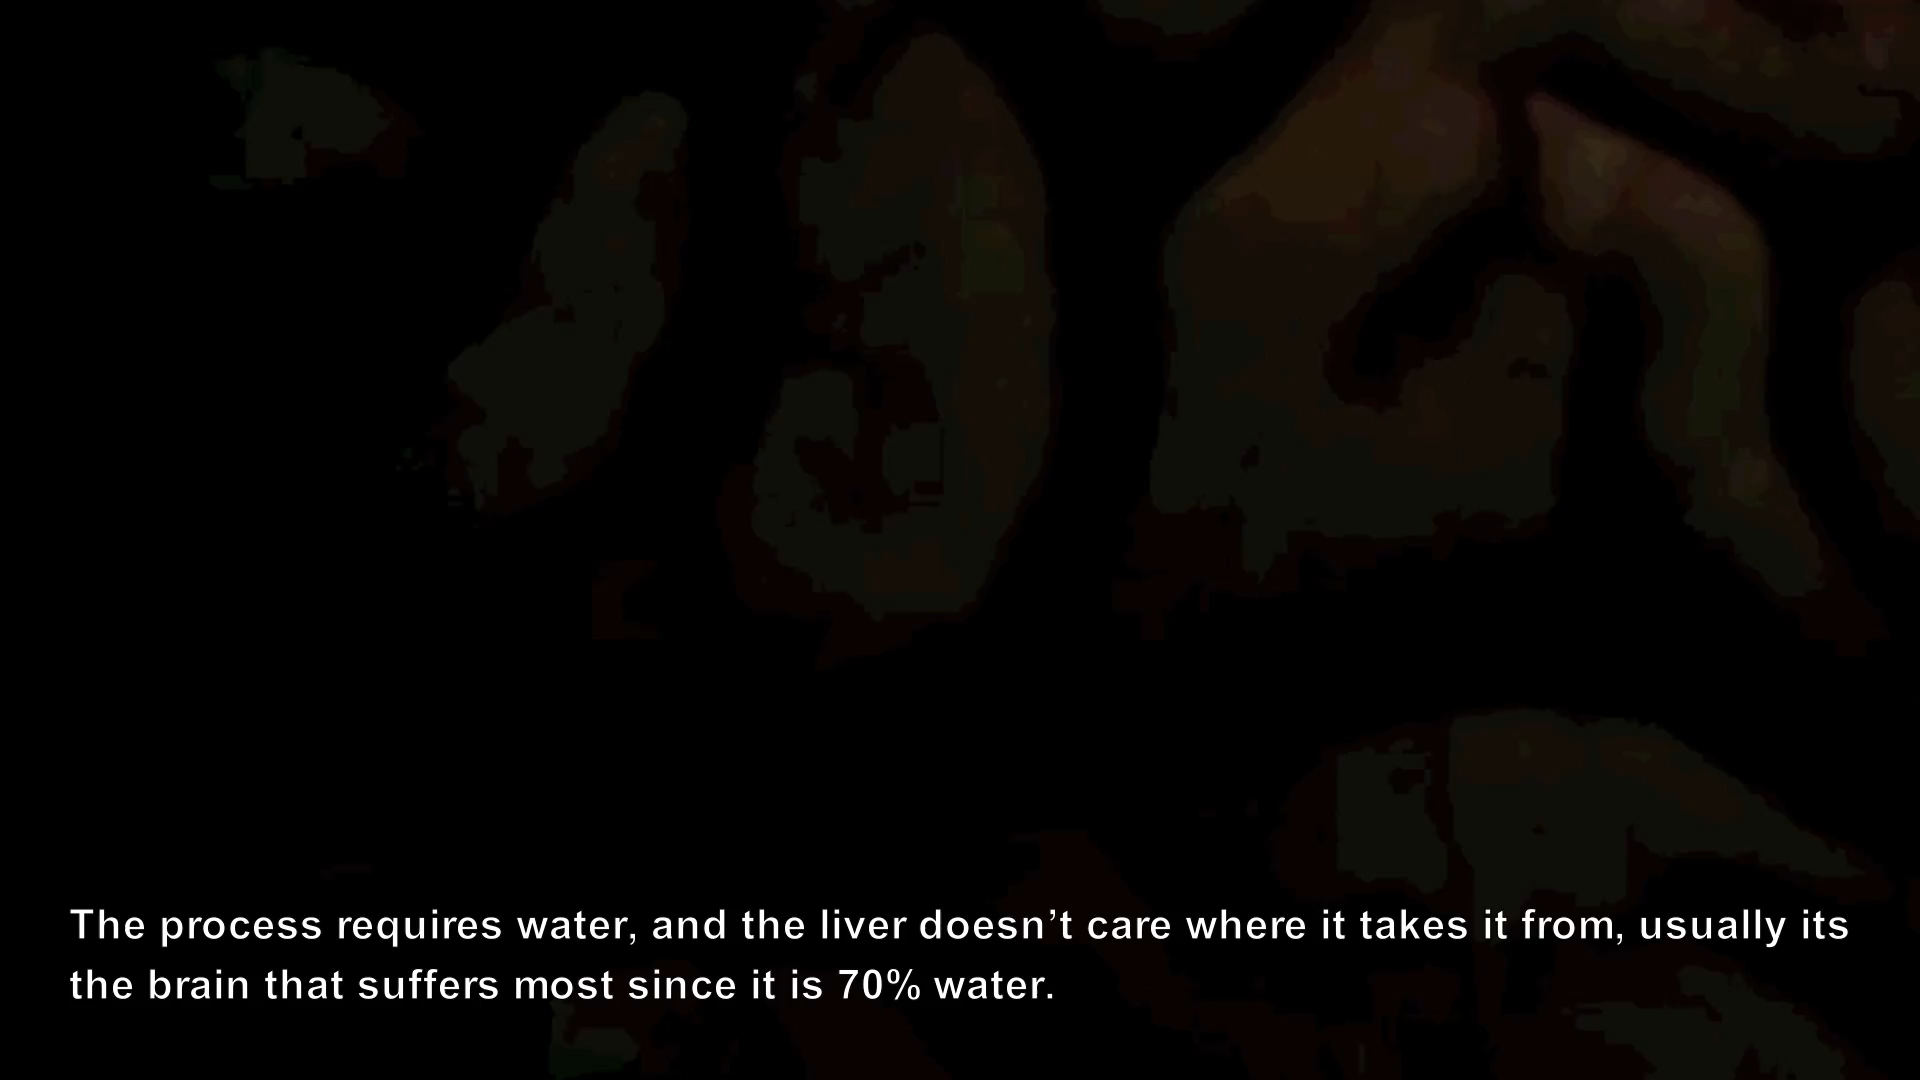 The process requires water, and the liver doesn’t care where it takes it from, usually its
the brain that suffers most since it is 70% water.